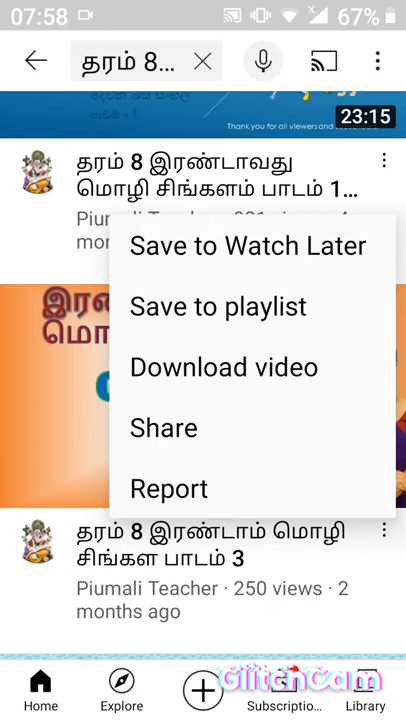 07:58
67%
தரம் 8...
23:15
Thank you for all viewers and
தரம் 8 இரண்டாவது
மொழி சிங்களம் பாடம் 1...
Piumali
Save to Watch Later
Save to playlist
Download video
Share
Report
தரம் 8 இரண்டாம் மொழி
சிங்கள பாடம் 3
Piumali Teacher · 250 views · 2
months ago
GlitchCam
Home
Explore
Subscriptio...
Library